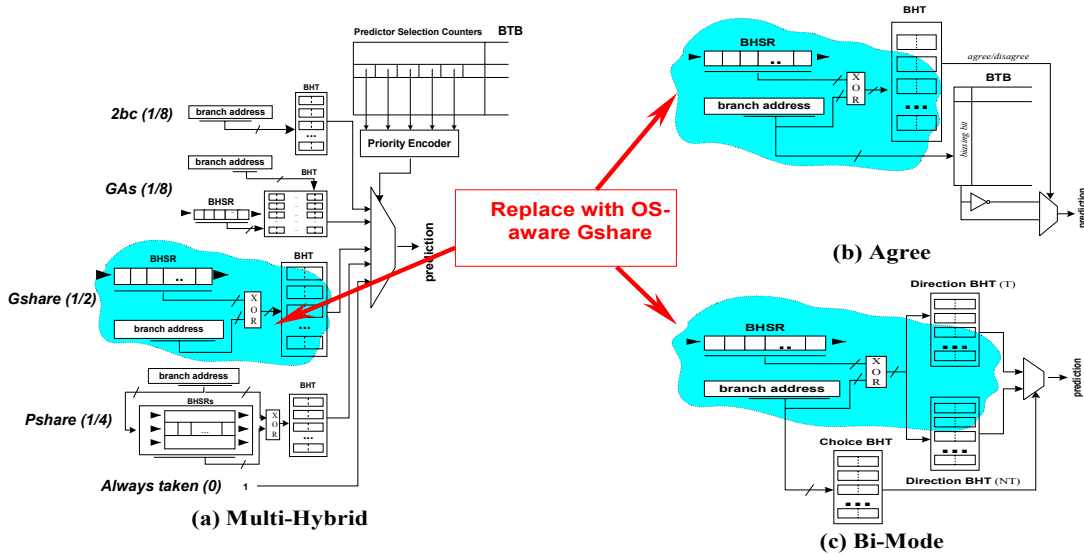 Predictor Selection Counters
BTB
Priority Encoder
2bc (1/8)
branch address
BHT
...
GAs (1/8)
branch address
BHT
BHSR
Gshare (1/2)
BHSR
..
branch address
XOR
BHT
...
Pshare (1/4)
branch address
BHSRs
...
XOR
BHT
...
Always taken (0)
1
prediction
(a) Multi-Hybrid
Replace with OS-
aware Gshare
BHSR
..
branch address
XOR
BHT
...
agree/disagree
BTB
biasing bit
prediction
(b) Agree
BHSR
..
branch address
XOR
Direction BHT (T)
...
Choice BHT
...
Direction BHT (NT)
...
prediction
(c) Bi-Mode